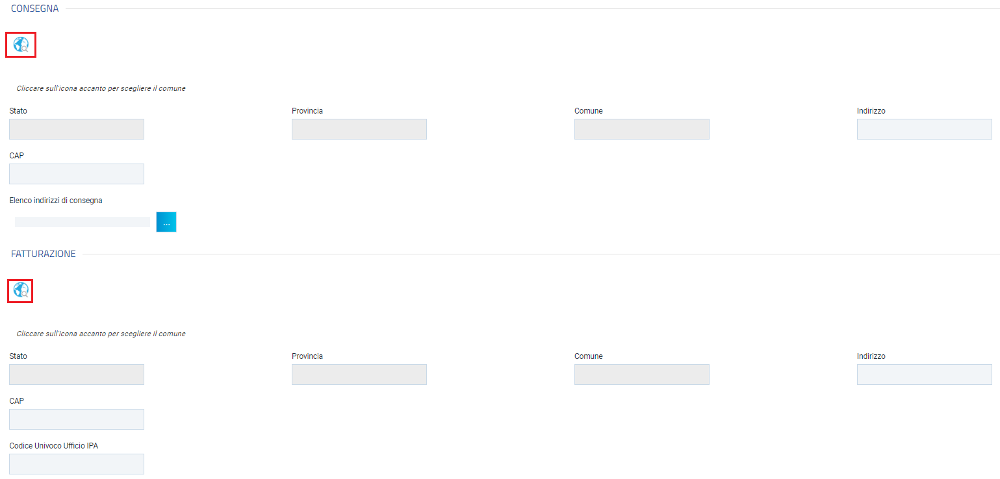 CONSEGNA
Cliccare sull'icona accanto per scegliere il comune
Stato Provincia Comune Indirizzo
CAP
Elenco indirizzi di consegna
...
FATTURAZIONE
Cliccare sull'icona accanto per scegliere il comune
Stato Provincia Comune Indirizzo
CAP
Codice Univoco Ufficio IPA